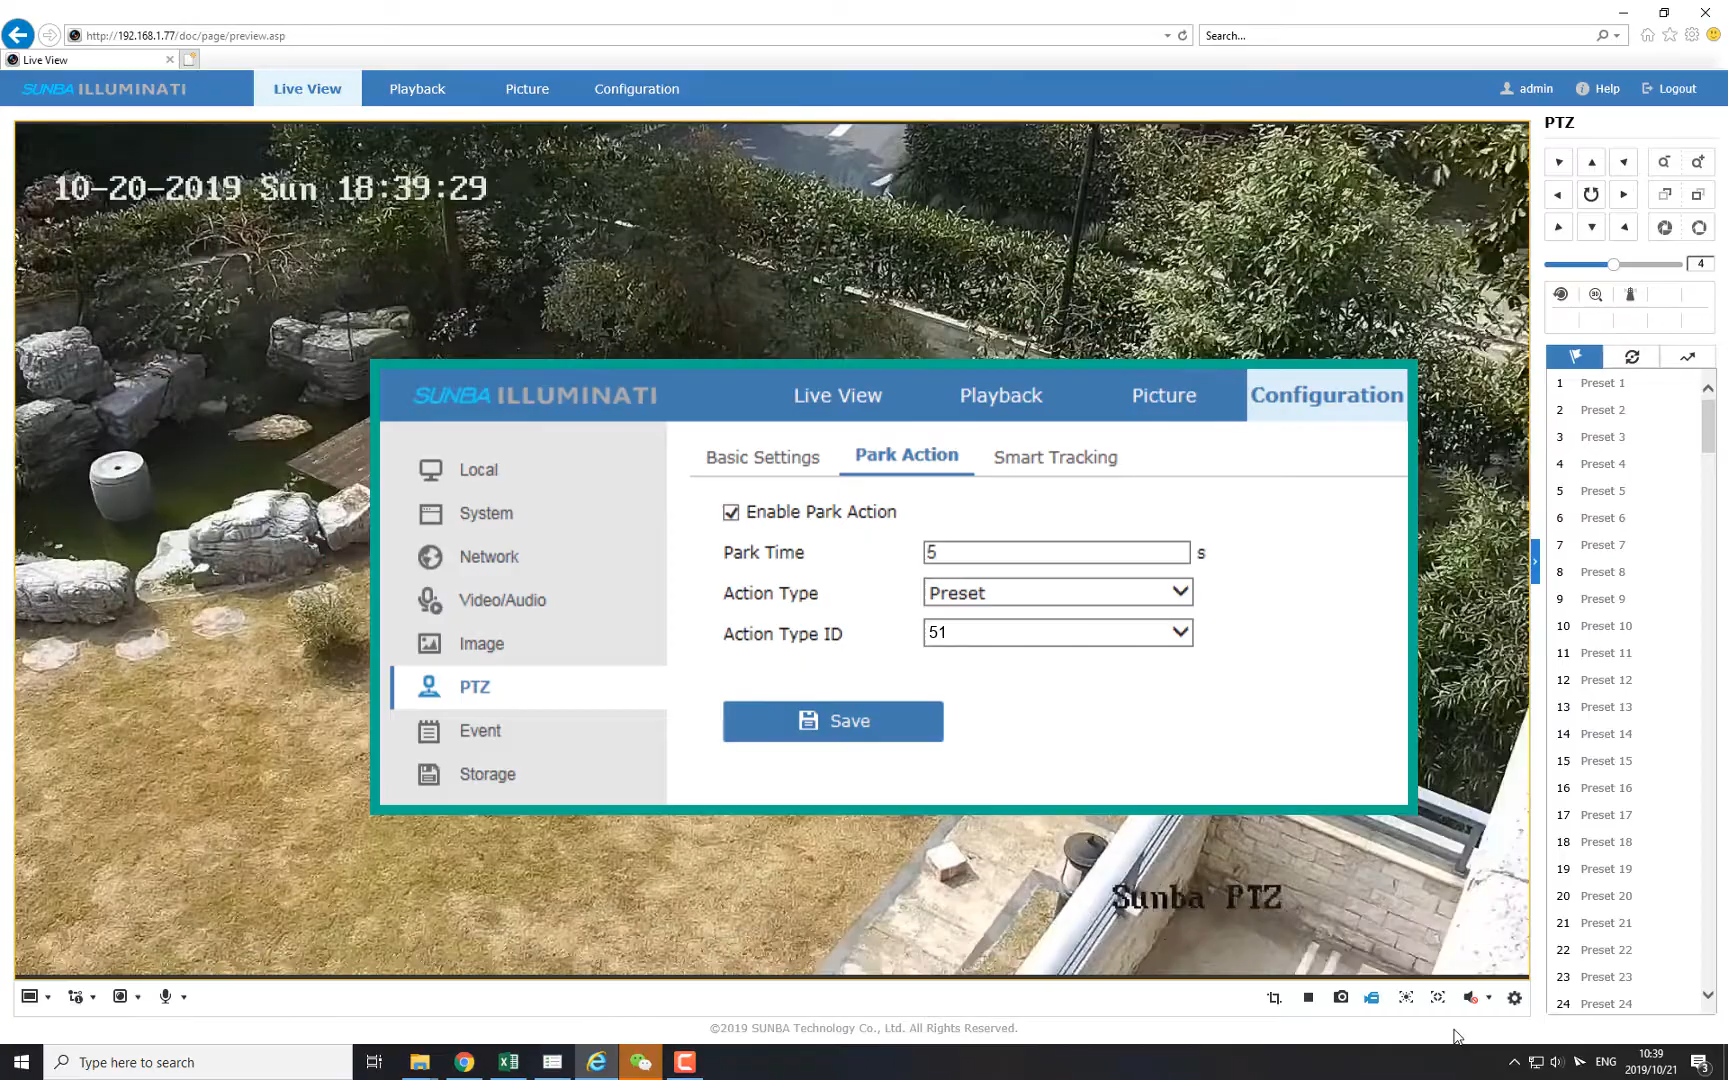 http://192.168.1.77/doc/page/preview.asp
Search...
Live View
SUNBA ILLUMINATI
Live View
Playback
Picture
Configuration
admin
Help
Logout
PTZ
10-20-2019 Sun 18:39:29
4
1 Preset 1
2 Preset 2
3 Preset 3
4 Preset 4
5 Preset 5
6 Preset 6
7 Preset 7
8 Preset 8
9 Preset 9
10 Preset 10
11 Preset 11
12 Preset 12
13 Preset 13
14 Preset 14
15 Preset 15
16 Preset 16
17 Preset 17
18 Preset 18
19 Preset 19
20 Preset 20
21 Preset 21
22 Preset 22
23 Preset 23
24 Preset 24
SUNBA ILLUMINATI
Live View
Playback
Picture
Configuration
Local
System
Network
Video/Audio
Image
PTZ
Event
Storage
Basic Settings
Park Action
Smart Tracking
Enable Park Action
Park Time 5 s
Action Type Preset
Action Type ID 51
Save
Sunba PTZ
©2019 SUNBA Technology Co., Ltd. All Rights Reserved.
Type here to search
ENG
10:39
2019/10/21
3